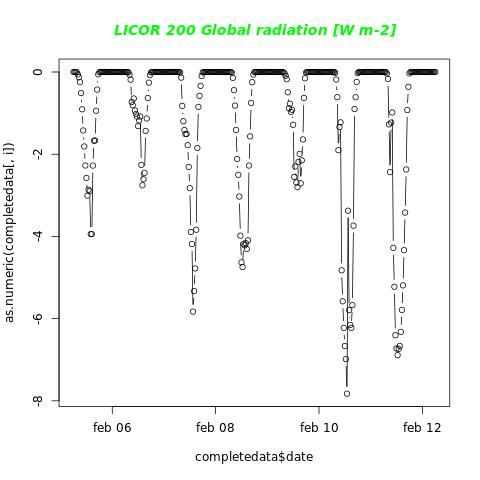 LICOR 200 Global radiation [W m-2]
as.numeric(completedata[, i])
0
-2
-4
-6
-8
feb 06
feb 08
feb 10
feb 12
completedata$date